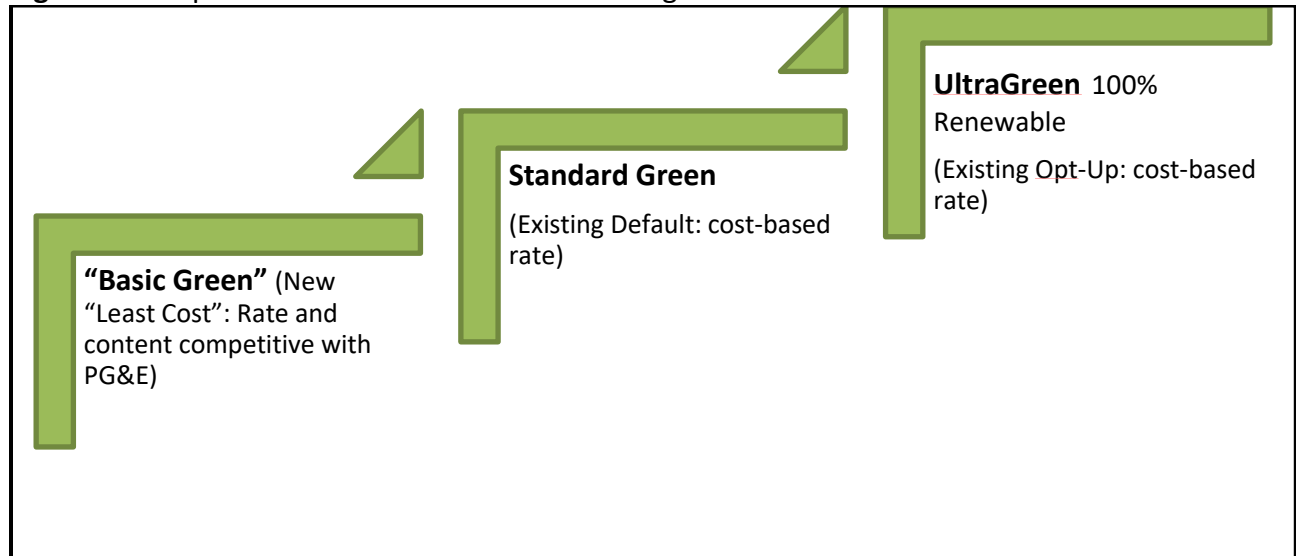 UltraGreen 100%
Renewable
(Existing Opt-Up: cost-based
rate)
Standard Green
(Existing Default: cost-based
rate)
“Basic Green” (New
“Least Cost”: Rate and
content competitive with
PG&E)